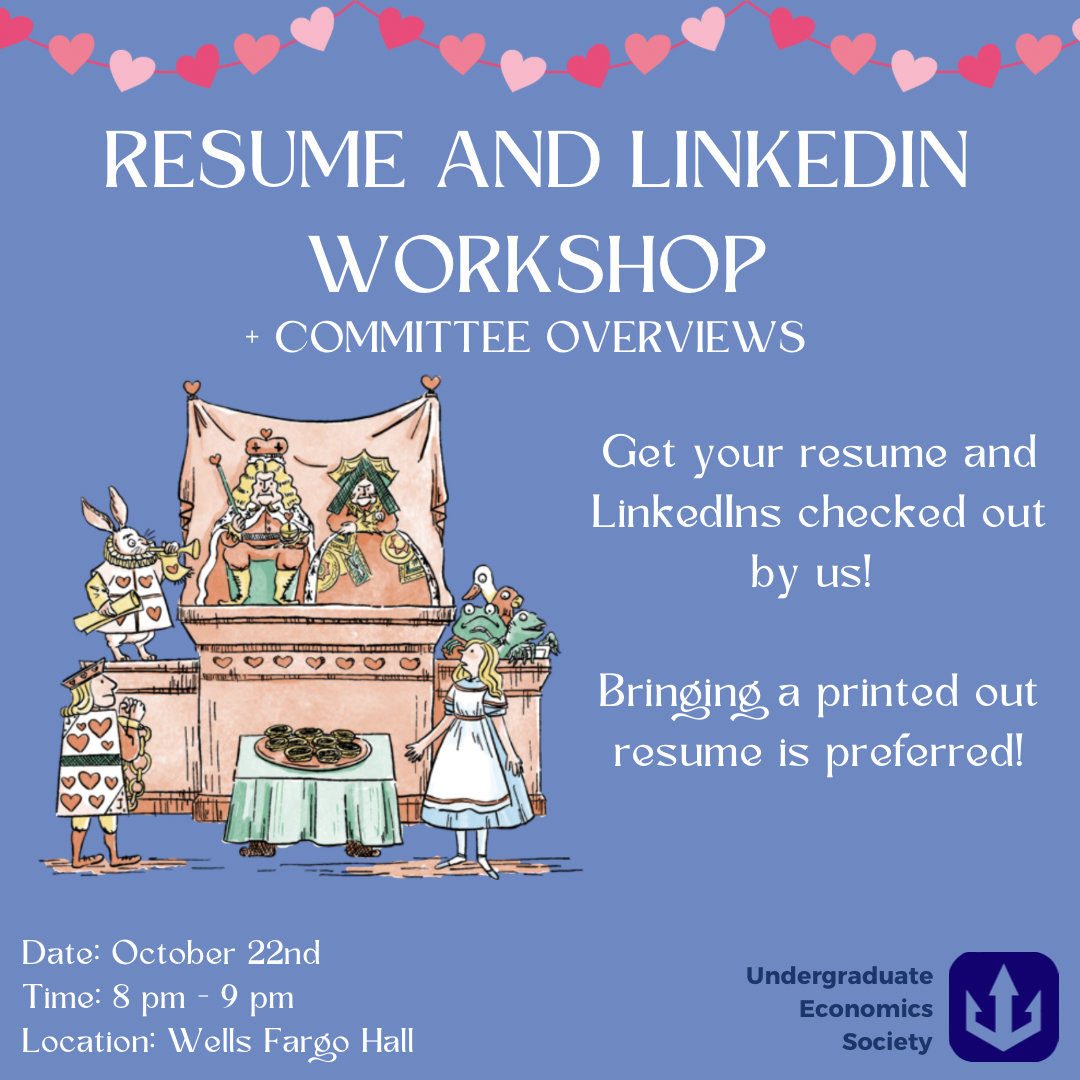 RESUME AND LINKEDIN
WORKSHOP
+ COMMITTEE OVERVIEWS
Get your resume and
LinkedIns checked out
by us!
Bringing a printed out
resume is preferred!
Date: October 22nd
Time: 8 pm - 9 pm
Location: Wells Fargo Hall
Undergraduate
Economics
Society